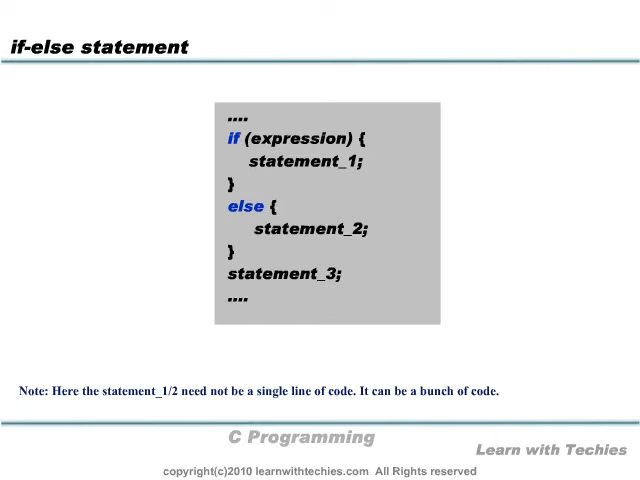 if-else statement
....
if (expression) {
statement_1;
}
else {
statement_2;
}
statement_3;
....
Note: Here the statement_1/2 need not be a single line of code. It can be a bunch of code.
C Programming
Learn with Techies
copyright(c)2010 learnwithtechies.com All Rights reserved